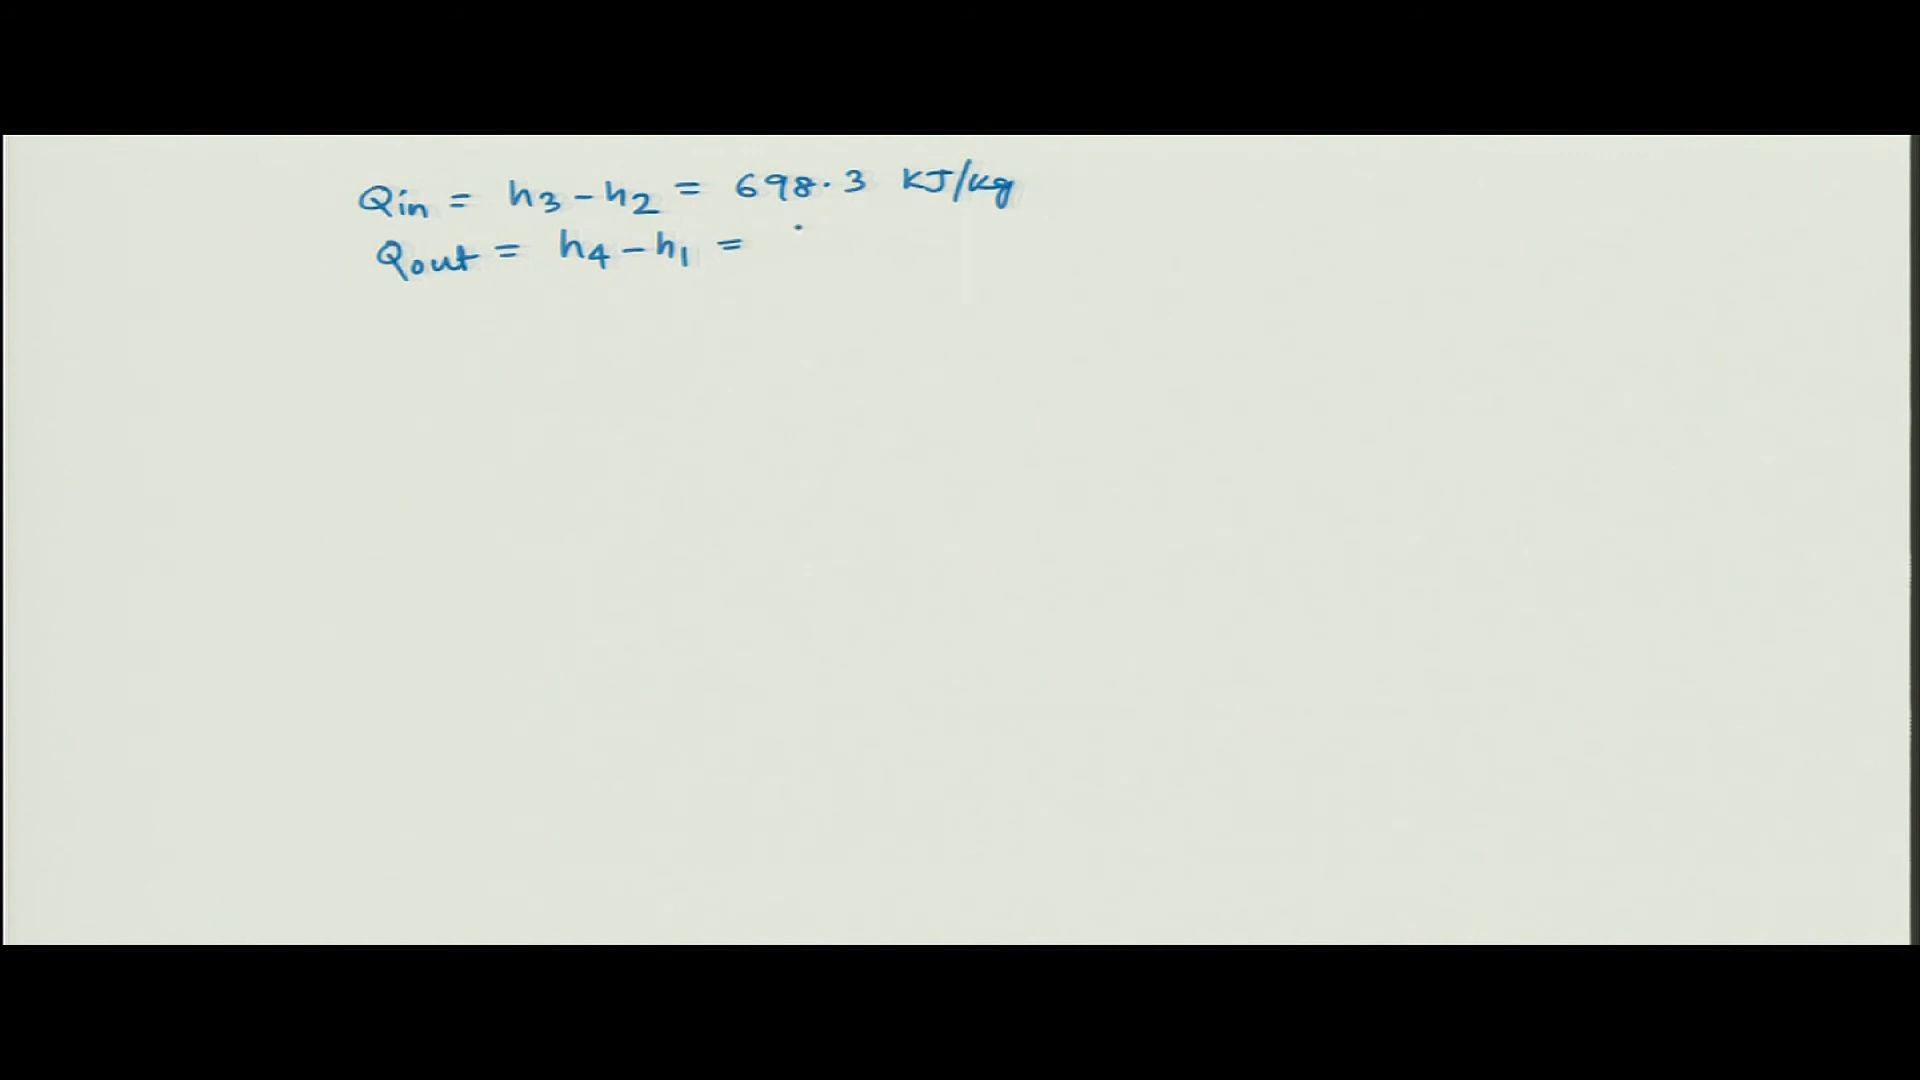 Qin = h3 - h2 = 698.3 KJ/kg
Qout = h4 - h1 =